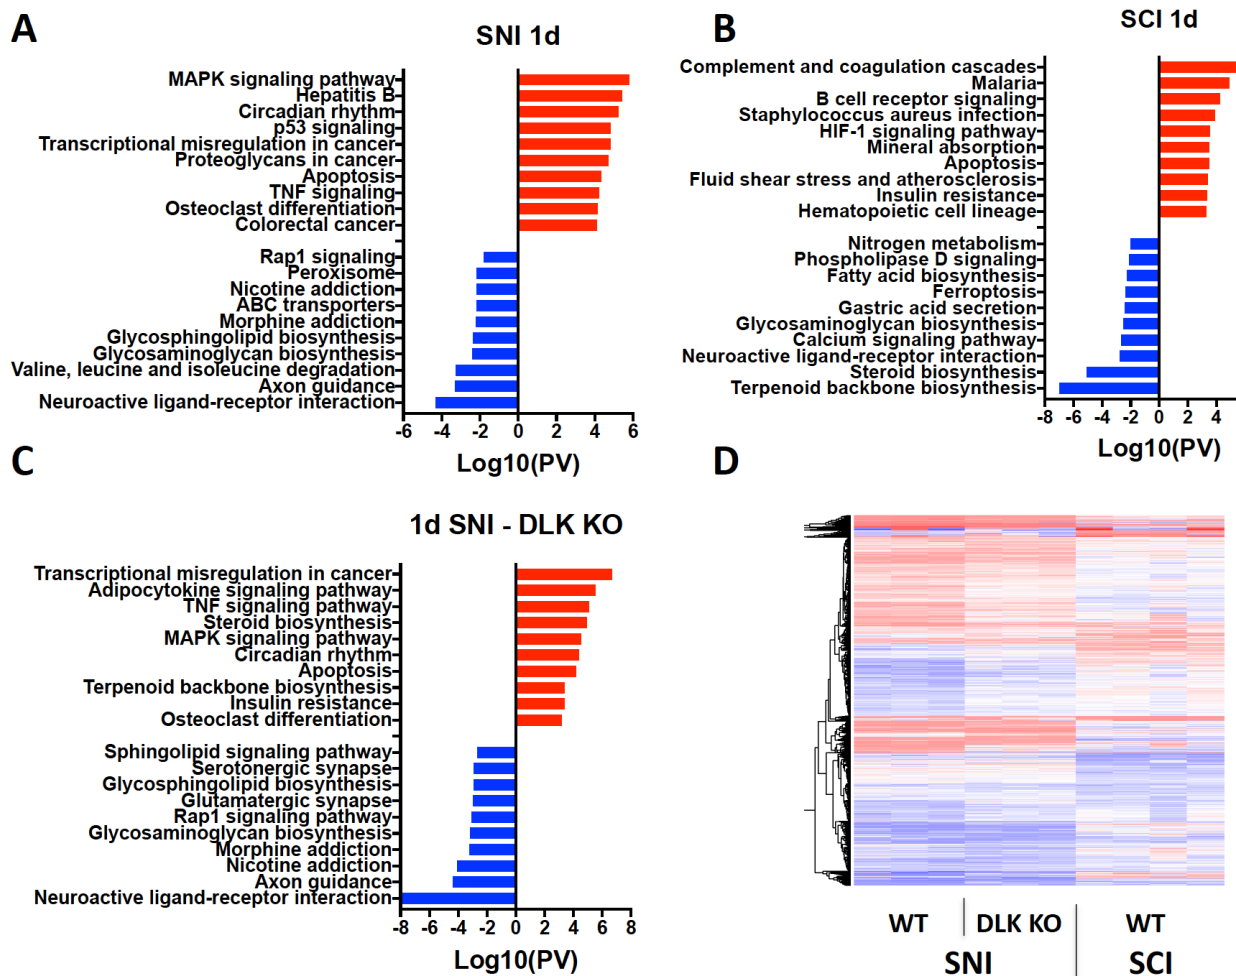 A
SNI 1d
MAPK signaling pathway
Hepatitis B
Circadian rhythm
p53 signaling
Transcriptional misregulation in cancer
Proteoglycans in cancer
Apoptosis
TNF signaling
Osteoclast differentiation
Colorectal cancer
Rap1 signaling
Peroxisome
Nicotine addiction
ABC transporters
Morphine addiction
Glycosphingolipid biosynthesis
Glycosaminoglycan biosynthesis
Valine, leucine and isoleucine degradation
Axon guidance
Neuroactive ligand-receptor interaction
-6 -4 -2 0 2 4 6
Log10(PV)
B
SCI 1d
Complement and coagulation cascades
Malaria
B cell receptor signaling
Staphylococcus aureus infection
HIF-1 signaling pathway
Mineral absorption
Apoptosis
Fluid shear stress and atherosclerosis
Insulin resistance
Hematopoietic cell lineage
Nitrogen metabolism
Phospholipase D signaling
Fatty acid biosynthesis
Ferroptosis
Gastric acid secretion
Glycosaminoglycan biosynthesis
Calcium signaling pathway
Neuroactive ligand-receptor interaction
Steroid biosynthesis
Terpenoid backbone biosynthesis
-8 -6 -4 -2 0 2 4 6
Log10(PV)
C
1d SNI - DLK KO
Transcriptional misregulation in cancer
Adipocytokine signaling pathway
TNF signaling pathway
Steroid biosynthesis
MAPK signaling pathway
Circadian rhythm
Apoptosis
Terpenoid backbone biosynthesis
Insulin resistance
Osteoclast differentiation
Sphingolipid signaling pathway
Serotonergic synapse
Glycosphingolipid biosynthesis
Glutamatergic synapse
Rap1 signaling pathway
Glycosaminoglycan biosynthesis
Morphine addiction
Nicotine addiction
Axon guidance
Neuroactive ligand-receptor interaction
-8 -6 -4 -2 0 2 4 6 8
Log10(PV)
D
WT DLK KO WT
SNI SCI